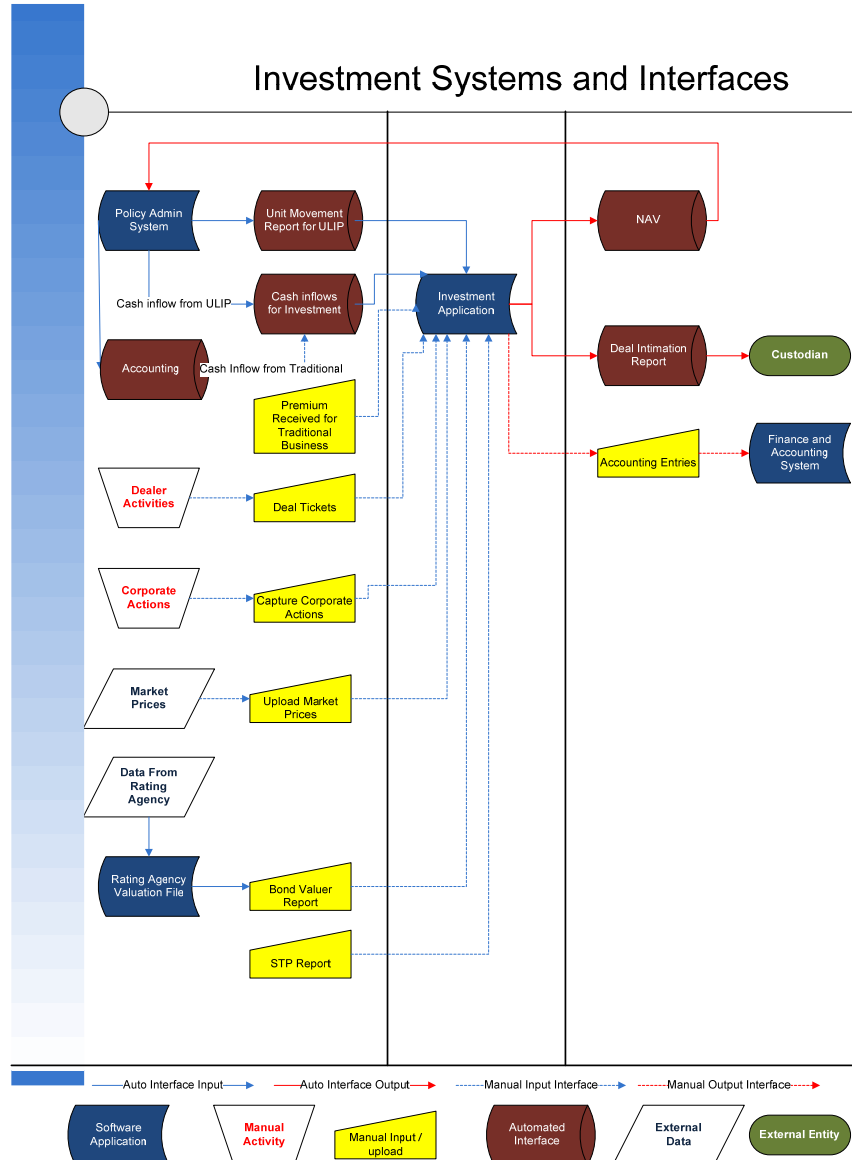 Investment Systems and Interfaces
Policy Admin
System
Unit Movement
Report for ULIP
NAV
Cash inflow from ULIP
Cash inflows
for Investment
Investment
Application
Accounting
Cash Inflow from Traditional
Deal Intimation
Report
Custodian
Premium
Received for
Traditional
Business
Accounting Entries
Finance and
Accounting
System
Dealer
Activities
Deal Tickets
Corporate
Actions
Capture Corporate
Actions
Market
Prices
Upload Market
Prices
Data From
Rating
Agency
Rating Agency
Valuation File
Bond Valuer
Report
STP Report
Auto Interface Input
Auto Interface Output
Manual Input Interface
Manual Output Interface
Software
Application
Manual
Activity
Manual Input /
upload
Automated
Interface
External
Data
External Entity